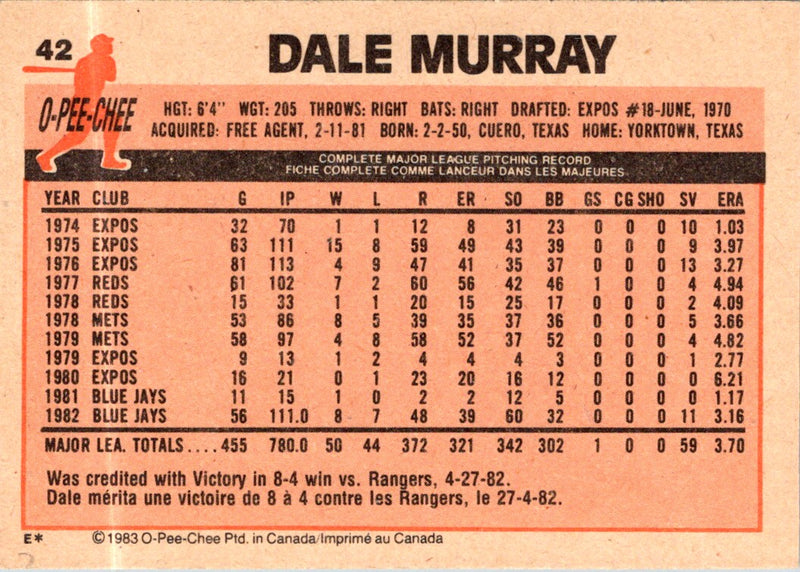 42
DALE MURRAY
O-PEE-CHEE
HGT: 6'4" WGT: 205 THROWS: RIGHT BATS: RIGHT DRAFTED: EXPOS #18-JUNE, 1970
ACQUIRED: FREE AGENT, 2-11-81 BORN: 2-2-50, CUERO, TEXAS HOME: YORKTOWN, TEXAS
COMPLETE MAJOR LEAGUE PITCHING RECORD
FICHE COMPLETE COMME LANCEUR DANS LES MAJEURES
YEAR CLUB G IP W L R ER SO BB GS CG SHO SV ERA
1974 EXPOS 32 70 1 1 12 8 31 23 0 0 0 10 1.03
1975 EXPOS 63 111 15 8 59 49 43 39 0 0 0 9 3.97
1976 EXPOS 81 113 4 9 47 41 35 37 0 0 0 13 3.27
1977 REDS 61 102 7 2 60 56 42 46 1 0 0 4 4.94
1978 REDS 15 33 1 1 20 15 25 17 0 0 0 2 4.09
1978 METS 53 86 8 5 39 35 37 36 0 0 0 5 3.66
1979 METS 58 97 4 8 58 52 37 52 0 0 0 4 4.82
1979 EXPOS 9 13 1 2 4 4 4 3 0 0 0 1 2.77
1980 EXPOS 16 21 0 1 23 20 16 12 0 0 0 0 6.21
1981 BLUE JAYS 11 15 1 0 2 2 12 5 0 0 0 0 1.17
1982 BLUE JAYS 56 111.0 8 7 48 39 60 32 0 0 0 11 3.16
MAJOR LEA. TOTALS .... 455 780.0 50 44 372 321 342 302 1 0 0 59 3.70
Was credited with Victory in 8-4 win vs. Rangers, 4-27-82.
Dale mérita une victoire de 8 à 4 contre les Rangers, le 27-4-82.
E* ©1983 O-Pee-Chee Ptd. in Canada/Imprimé au Canada